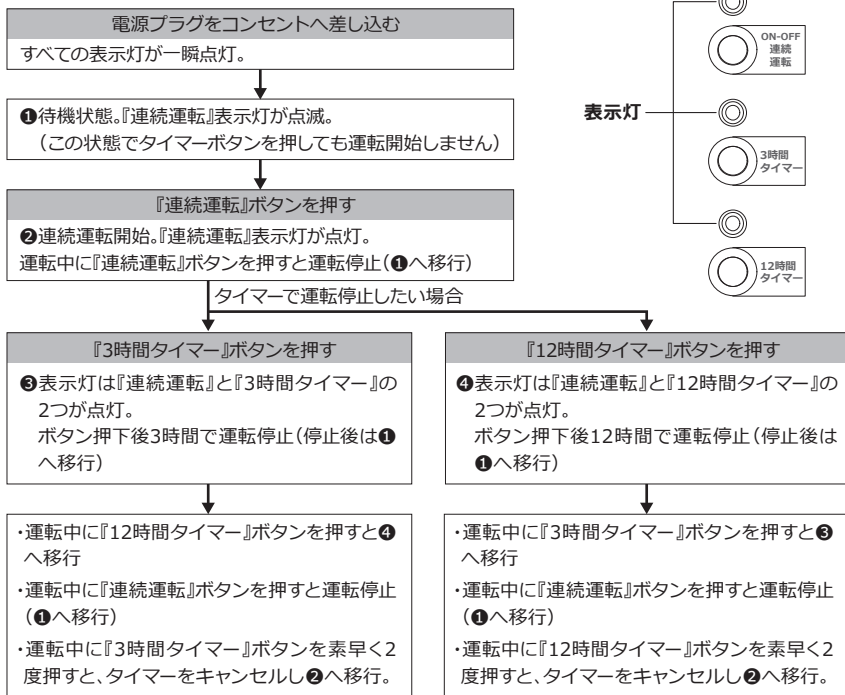 電源プラグをコンセントへ差し込む
すべての表示灯が一瞬点灯。
❶待機状態。『連続運転』表示灯が点滅。
（この状態でタイマーボタンを押しても運転開始しません）
『連続運転』ボタンを押す
❷連続運転開始。『連続運転』表示灯が点灯。
運転中に『連続運転』ボタンを押すと運転停止（❶へ移行）
タイマーで運転停止したい場合
『3時間タイマー』ボタンを押す
❸表示灯は『連続運転』と『3時間タイマー』の
2つが点灯。
ボタン押下後3時間で運転停止（停止後は❶
へ移行）
・運転中に『12時間タイマー』ボタンを押すと❹
へ移行
・運転中に『連続運転』ボタンを押すと運転停止
（❶へ移行）
・運転中に『3時間タイマー』ボタンを素早く2
度押すと、タイマーをキャンセルし❷へ移行。
『12時間タイマー』ボタンを押す
❹表示灯は『連続運転』と『12時間タイマー』の
2つが点灯。
ボタン押下後12時間で運転停止（停止後は
❶へ移行）
・運転中に『3時間タイマー』ボタンを押すと❸
へ移行
・運転中に『連続運転』ボタンを押すと運転停止
（❶へ移行）
・運転中に『12時間タイマー』ボタンを素早く2
度押すと、タイマーをキャンセルし❷へ移行。
表示灯
ON-OFF
連続
運転
3時間
タイマー
12時間
タイマー